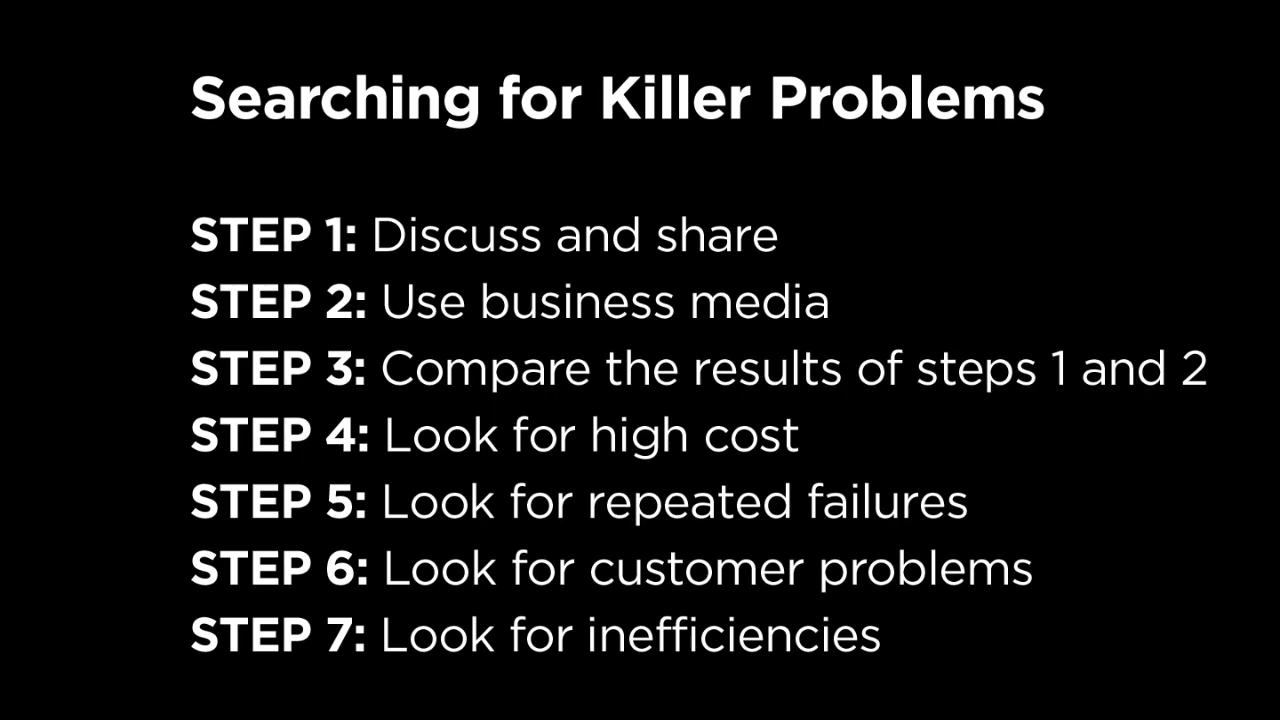 Searching for Killer Problems
STEP 1: Discuss and share
STEP 2: Use business media
STEP 3: Compare the results of steps 1 and 2
STEP 4: Look for high cost
STEP 5: Look for repeated failures
STEP 6: Look for customer problems
STEP 7: Look for inefficiencies